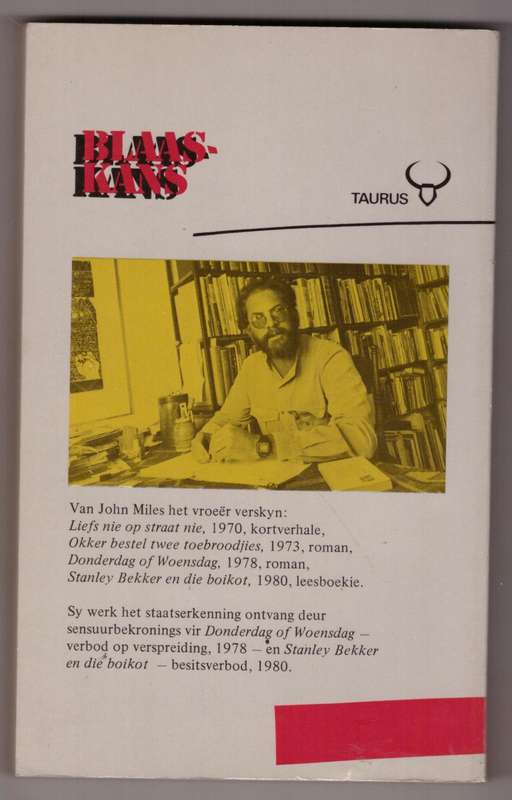 BLAAS-
KANS
TAURUS
Van John Miles het vroeër verskyn:
Liefs nie op straat nie, 1970, kortverhale,
Okker bestel twee toebroodjies, 1973, roman,
Donderdag of Woensdag, 1978, roman,
Stanley Bekker en die boikot, 1980, leesboekie.
Sy werk het staatserkenning ontvang deur
sensuurbekronings vir Donderdag of Woensdag –
verbod op verspreiding, 1978 – en Stanley Bekker
en die boikot – besitsverbod, 1980.